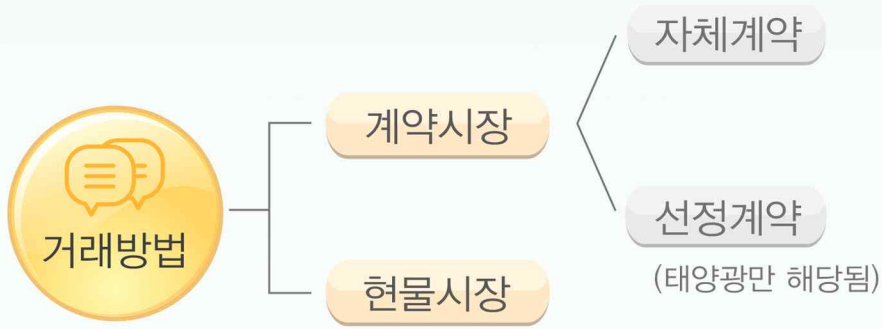 거래방법
계약시장
자체계약
선정계약
(태양광만 해당됨)
현물시장